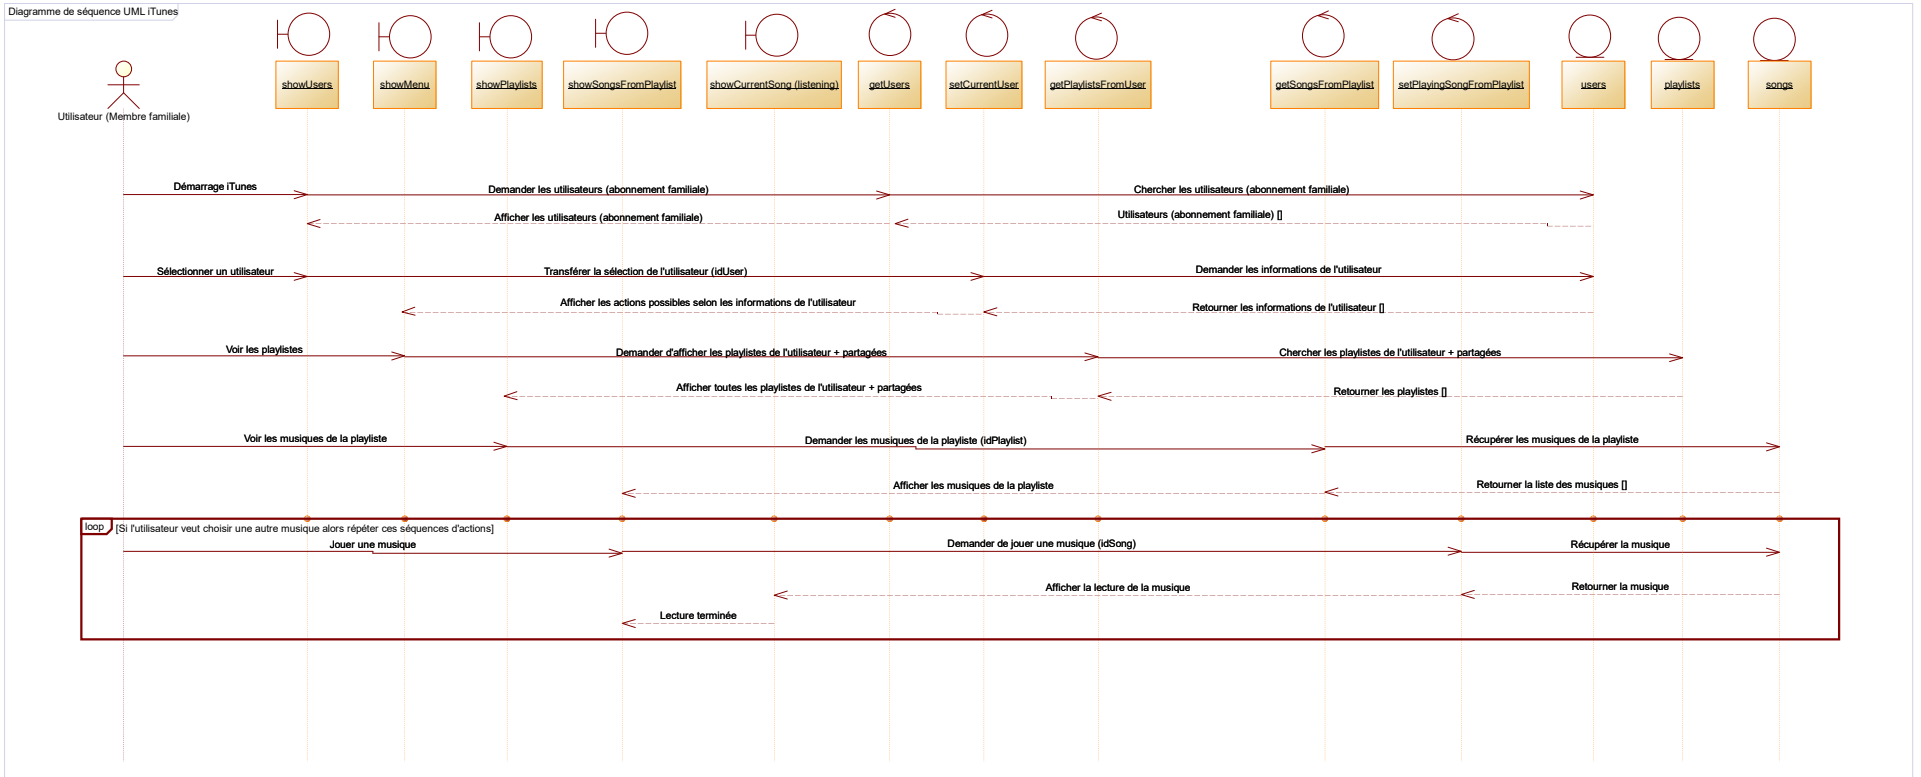 Diagramme de séquence UML iTunes
Utilisateur (Membre familiale)
showUsers
showMenu
showPlaylists
showSongsFromPlaylist
showCurrentSong (listening)
getUsers
setCurrentUser
getPlaylistsFromUser
getSongsFromPlaylist
setPlayingSongFromPlaylist
users
playlists
songs
Démarrage iTunes
Demander les utilisateurs (abonnement familiale)
Chercher les utilisateurs (abonnement familiale)
Afficher les utilisateurs (abonnement familiale)
Utilisateurs (abonnement familiale) []
Sélectionner un utilisateur
Transférer la sélection de l'utilisateur (idUser)
Demander les informations de l'utilisateur
Afficher les actions possibles selon les informations de l'utilisateur
Retourner les informations de l'utilisateur []
Voir les playlistes
Demander d'afficher les playlistes de l'utilisateur + partagées
Chercher les playlistes de l'utilisateur + partagées
Afficher toutes les playlistes de l'utilisateur + partagées
Retourner les playlistes []
Voir les musiques de la playliste
Demander les musiques de la playliste (idPlaylist)
Récupérer les musiques de la playliste
Afficher les musiques de la playliste
Retourner la liste des musiques []
loop
[Si l'utilisateur veut choisir une autre musique alors répéter ces séquences d'actions]
Jouer une musique
Demander de jouer une musique (idSong)
Récupérer la musique
Afficher la lecture de la musique
Retourner la musique
Lecture terminée